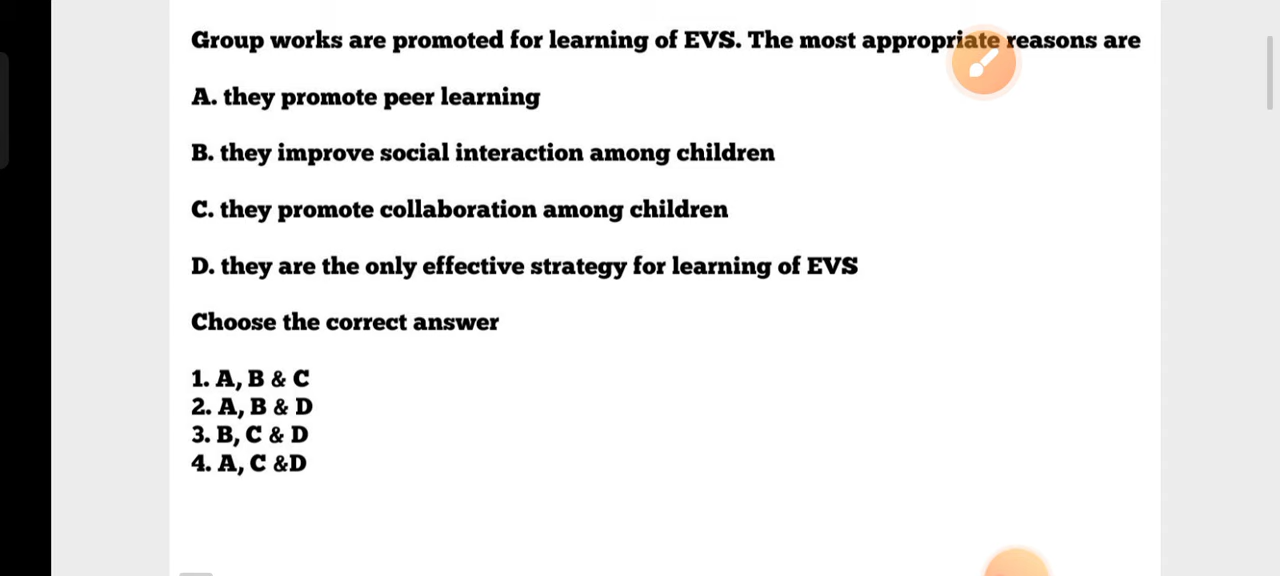 Group works are promoted for learning of EVS. The most appropriate reasons are
A. they promote peer learning
B. they improve social interaction among children
C. they promote collaboration among children
D. they are the only effective strategy for learning of EVS
Choose the correct answer
1. A, B & C
2. A, B & D
3. B, C & D
4. A, C &D